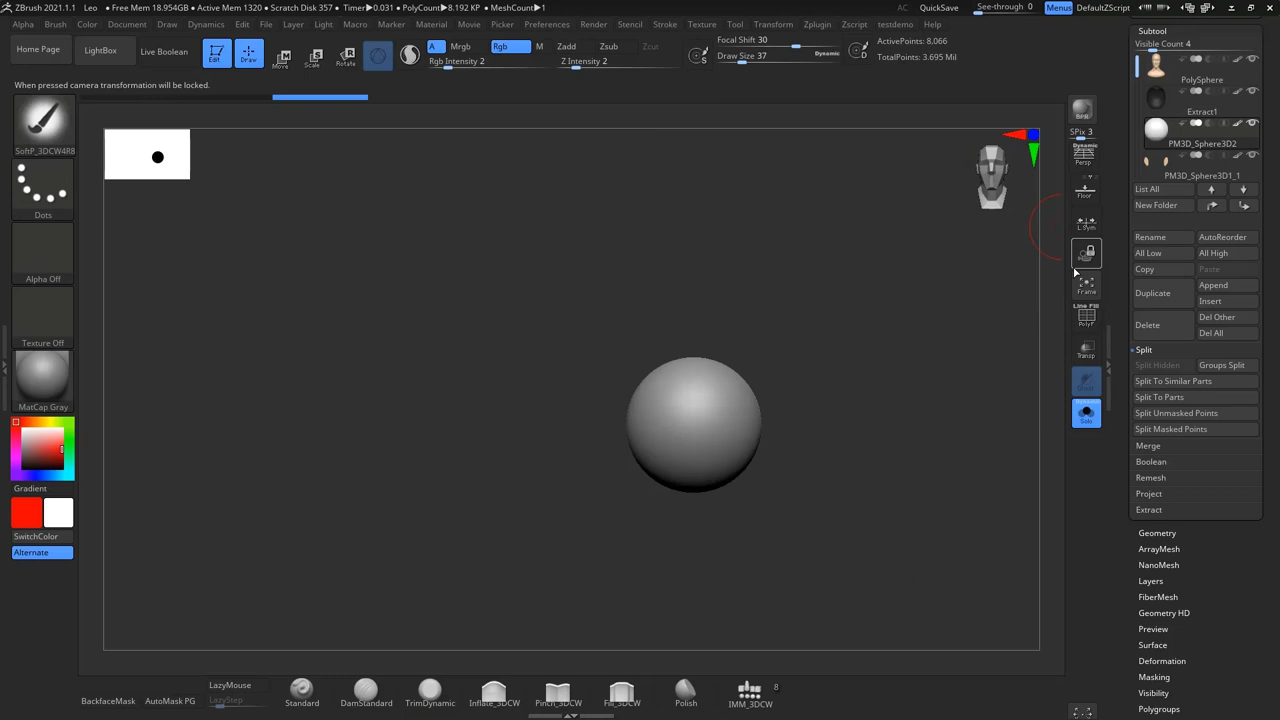 ZBrush 2021.1.1 Leo • Free Mem 18.954GB • Active Mem 1320 • Scratch Disk 357 • Timer▶0.031 • PolyCount▶8.192 KP • MeshCount▶1 AC QuickSave See-through 0 Menus DefaultZScript
Alpha Brush Color Document Draw Dynamics Edit File Layer Light Macro Marker Material Movie Picker Preferences Render Stencil Stroke Texture Tool Transform Zplugin testdemo Zscript Help
Home Page LightBox Live Boolean Edit Draw Move Scale Rotate A Mrgb Rgb M Zadd Zsub Zcut Focal Shift 30 Dynamic S D ActivePoints: 8,066
Rgb Intensity 2 Z Intensity 2 Draw Size 37 TotalPoints: 3.695 Mil
When pressed camera transformation will be locked.
SoftP_3DCW4R8
Dots
Alpha Off
Texture Off
MatCap Gray
Gradient
SwitchColor
Alternate
BPR
SPix 3
Dynamic
Persp
Floor
L.Sym
Frame
Line Fill
PolyF
Transp
Ghost
Dynamic
Solo
Subtool
Visible Count 4
PolySphere
Extract1
PM3D_Sphere3D2
PM3D_Sphere3D1_1
List All
New Folder
Rename AutoReorder
All Low All High
Copy Paste
Duplicate Append
Insert
Delete Del Other
Del All
Split
Split Hidden Groups Split
Split To Similar Parts
Split To Parts
Split Unmasked Points
Split Masked Points
Merge
Boolean
Remesh
Project
Extract
Geometry
ArrayMesh
NanoMesh
Layers
FiberMesh
Geometry HD
Preview
Surface
Deformation
Masking
Visibility
Polygroups
BackfaceMask AutoMask PG LazyMouse
LazyStep
Standard DamStandard TrimDynamic Inflate_3DCW Pinch_3DCW Fill_3DCW Polish IMM_3DCW 8